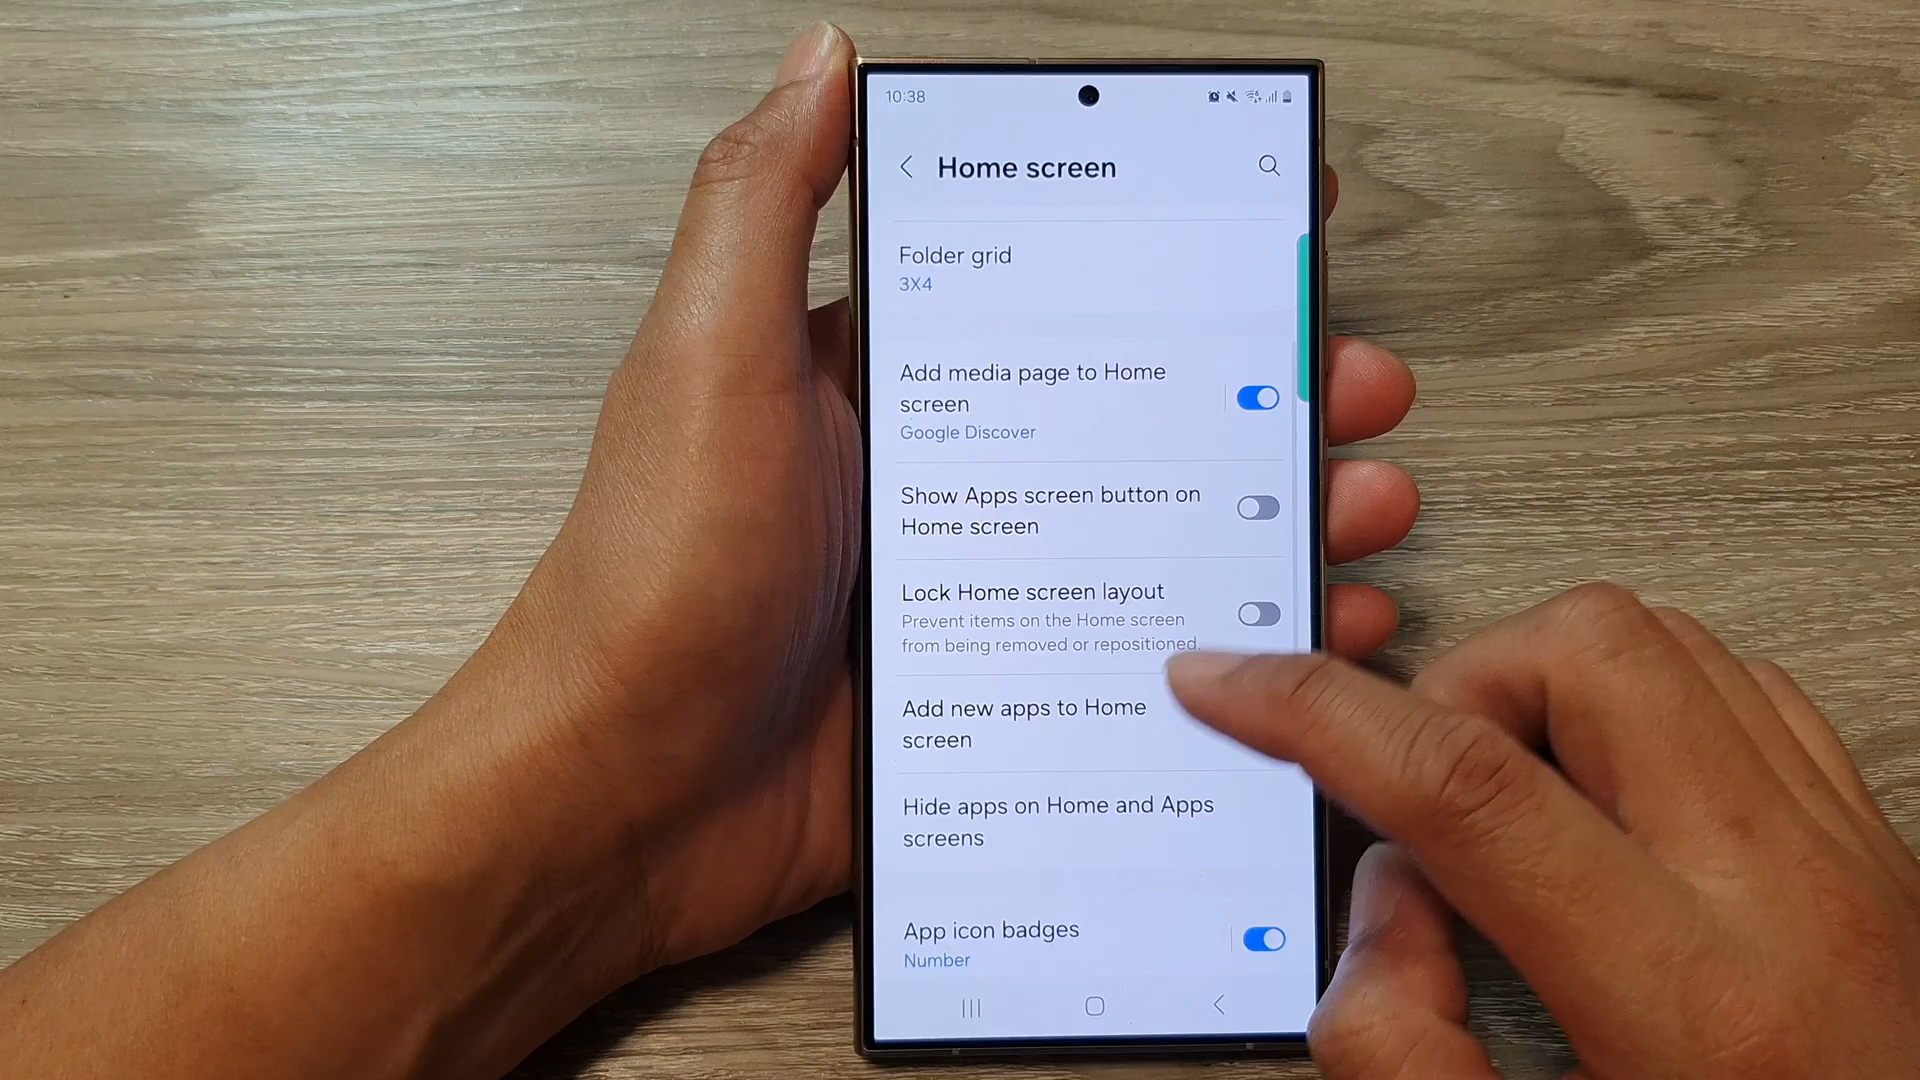 10:38
Home screen
Folder grid
3X4
Add media page to Home
screen
Google Discover
Show Apps screen button on
Home screen
Lock Home screen layout
Prevent items on the Home screen
from being removed or repositioned.
Add new apps to Home
screen
Hide apps on Home and Apps
screens
App icon badges
Number